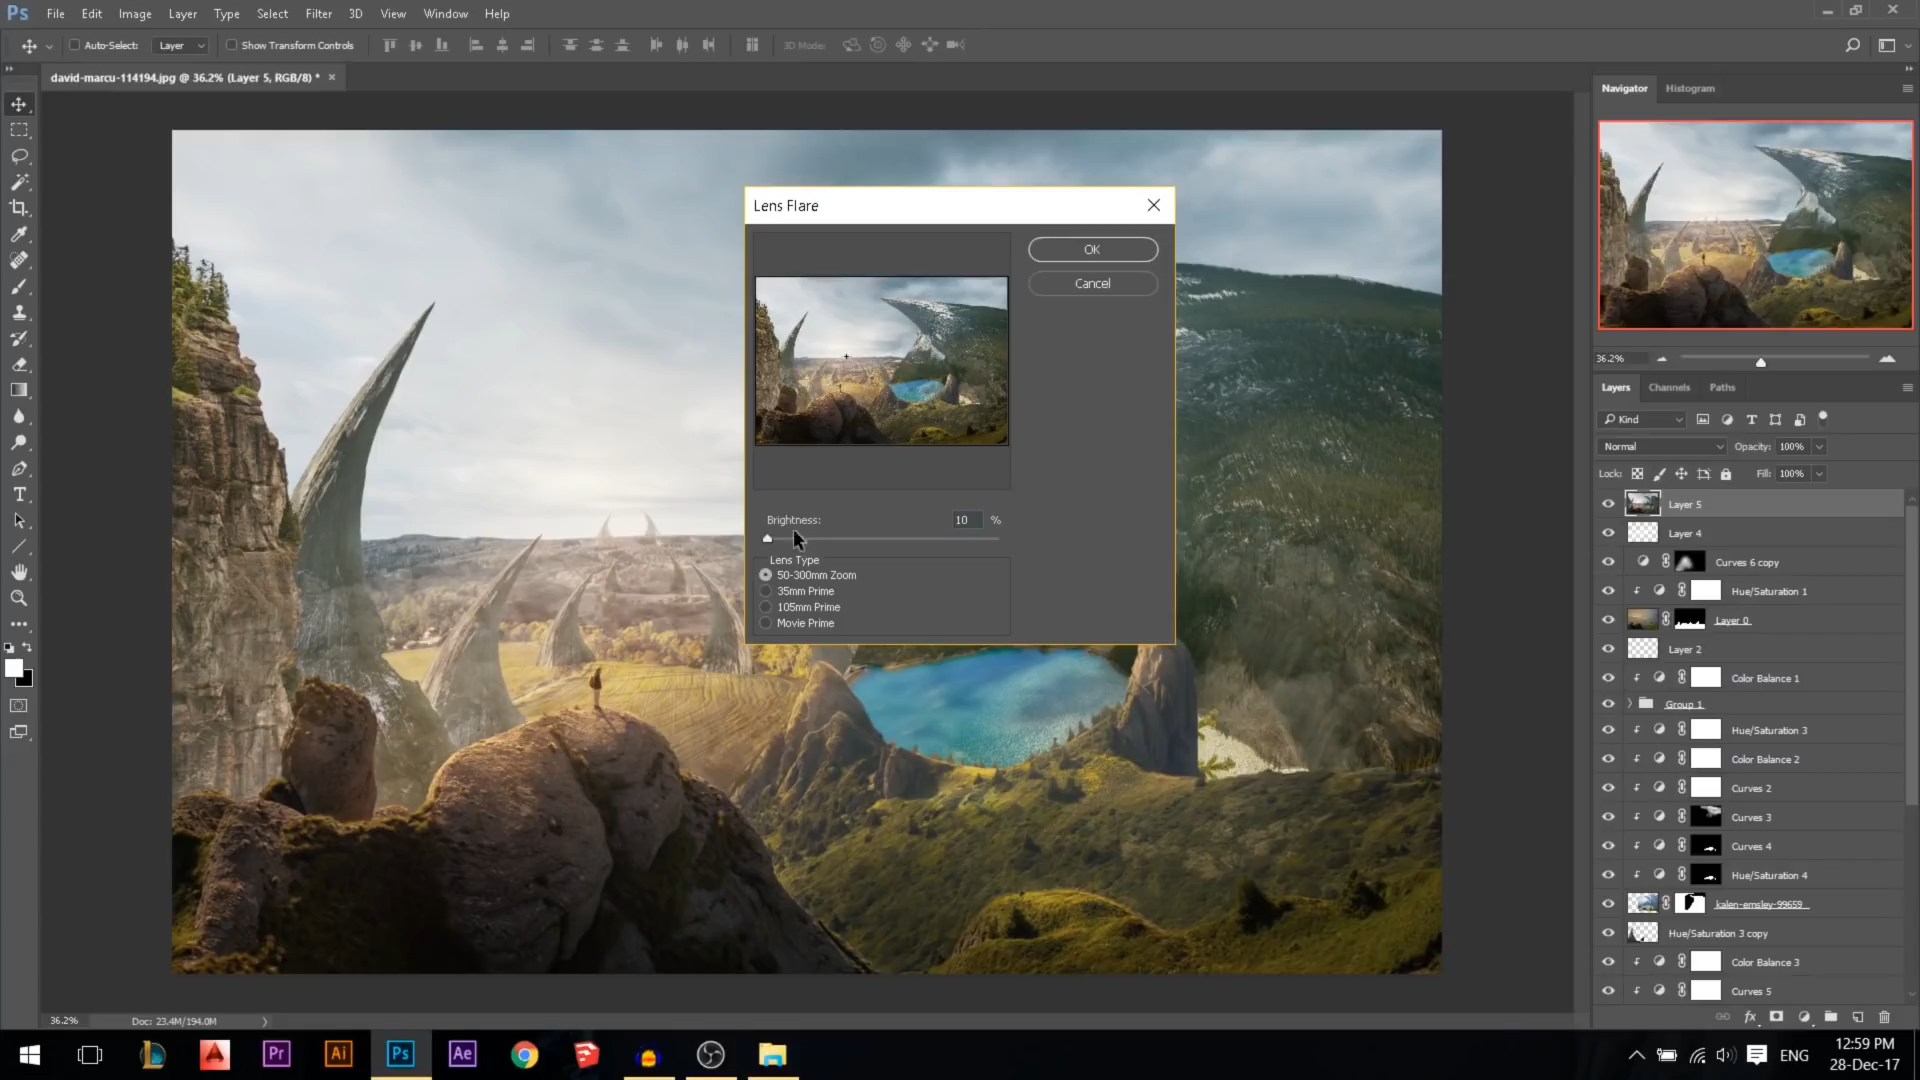 Ps File Edit Image Layer Type Select Filter 3D View Window Help
Auto-Select: Layer Show Transform Controls 3D Mode:
david-marcu-114194.jpg @ 36.2% (Layer 5, RGB/8) *
Navigator Histogram
36.2%
Layers Channels Paths
Kind
Normal Opacity: 100%
Lock: Fill: 100%
Layer 5
Layer 4
Curves 6 copy
Hue/Saturation 1
Layer 0
Layer 2
Color Balance 1
Group 1
Hue/Saturation 3
Color Balance 2
Curves 2
Curves 3
Curves 4
Hue/Saturation 4
kalen-emsley-99659
Hue/Saturation 3 copy
Color Balance 3
Curves 5
Lens Flare
OK
Cancel
Brightness: 10 %
Lens Type
50-300mm Zoom
35mm Prime
105mm Prime
Movie Prime
36.2% Doc: 23.4M/194.0M
Pr Ai Ps Ae
ENG
12:59 PM
28-Dec-17